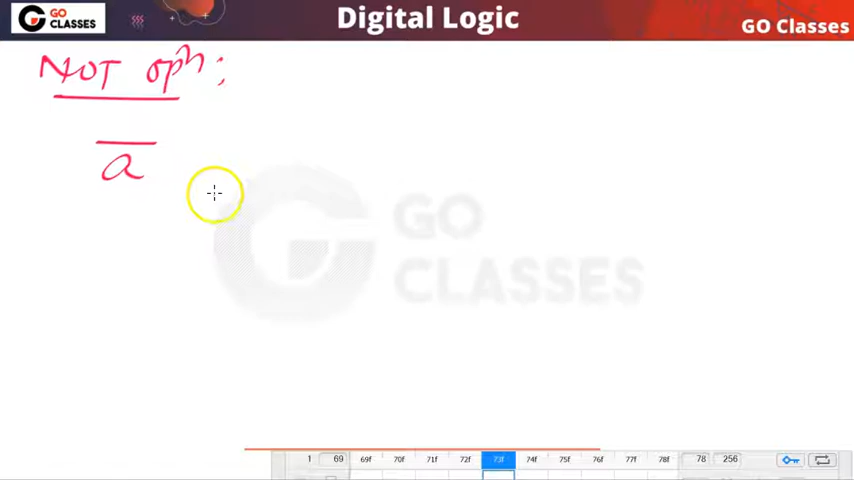 GO
CLASSES
Digital Logic
GO Classes
NOT opn:
a̅
GO
CLASSES
1 69 69f 70f 71f 72f 73f 74f 75f 76f 77f 78f 78 256